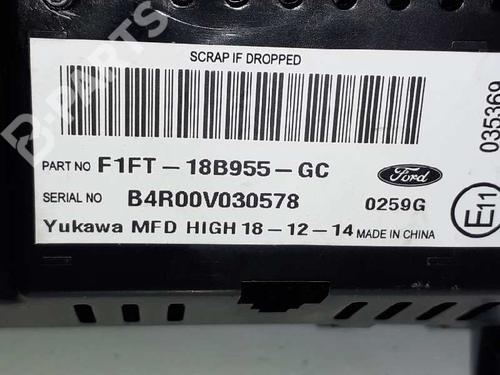 SCRAP IF DROPPED
PART NO F1FT-18B955-GC
Ford
SERIAL NO B4R00V030578
0259G
Yukawa MFD HIGH 18-12-14 MADE IN CHINA
035369
E11
B-PARTS